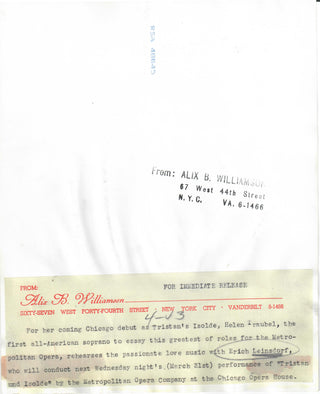 From: ALIX B. WILLIAMSON
67 West 44th Street
N.Y.C. VA. 6-1466
FOR IMMEDIATE RELEASE
FROM:
Alix B. Williamson
SIXTY-SEVEN WEST FORTY-FOURTH STREET · NEW YORK CITY · VANDERBILT 6-1466
4-13
For her coming Chicago debut as Tristan's Isolde, Helen Traubel, the
first all-American soprano to essay this greatest of roles for the Metro-
politan Opera, rehearses the passionate love music with Erich Leinsdorf,
who will conduct next Wednesday night's (March 21st) performance of "Tristan
und Isolde" by the Metropolitan Opera Company at the Chicago Opera House.